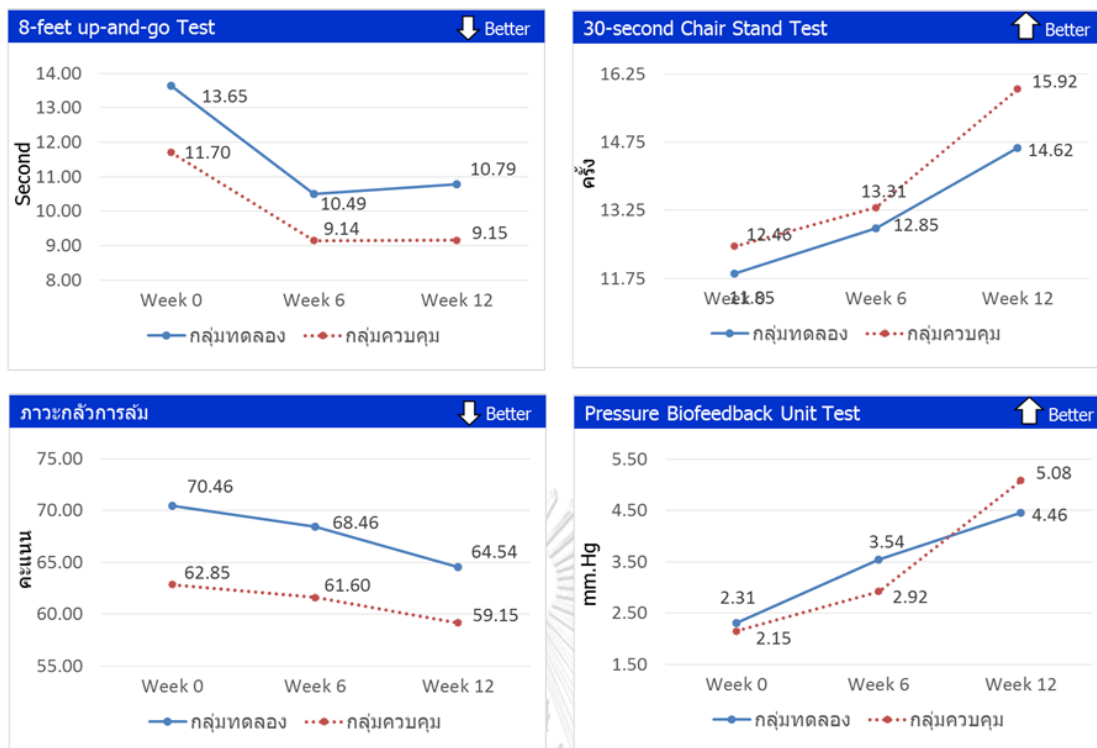 8-feet up-and-go Test Better
14.00
13.00
12.00
11.00
10.00
9.00
8.00
Second
13.65
10.49
10.79
11.70
9.14
9.15
Week 0 Week 6 Week 12
กลุ่มทดลอง กลุ่มควบคุม
30-second Chair Stand Test Better
16.25
14.75
13.25
11.75
ครั้ง
15.92
14.62
13.31
12.85
12.46
11.85
Week 0 Week 6 Week 12
กลุ่มทดลอง กลุ่มควบคุม
ภาวะกลัวการล้ม Better
75.00
70.00
65.00
60.00
55.00
คะแนน
70.46
68.46
64.54
62.85
61.60
59.15
Week 0 Week 6 Week 12
กลุ่มทดลอง กลุ่มควบคุม
Pressure Biofeedback Unit Test Better
5.50
4.50
3.50
2.50
1.50
mm.Hg
5.08
4.46
3.54
2.92
2.31
2.15
Week 0 Week 6 Week 12
กลุ่มทดลอง กลุ่มควบคุม